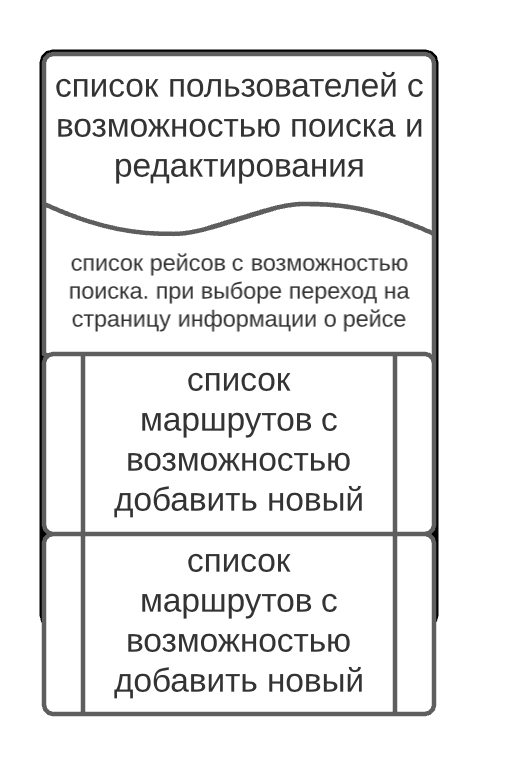 список пользователей с
возможностью поиска и
редактирования
список рейсов с возможностью
поиска. при выборе переход на
страницу информации о рейсе
список
маршрутов с
возможностью
добавить новый
список
маршрутов с
возможностью
добавить новый